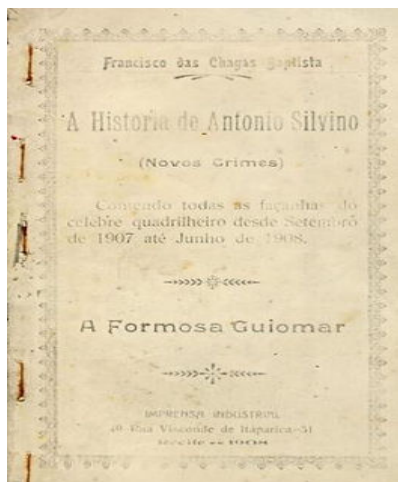 Francisco das Chagas Baptista
A Historia de Antonio Silvino
(Novos Crimes)
Contendo todas as façanhas do
celebre quadrilheiro desde Setembro
de 1907 até Junho de 1908.
A Formosa Guiomar
IMPRENSA INDUSTRIAL
49 Rua Visconde de Itaparica—51
Recife — 1908